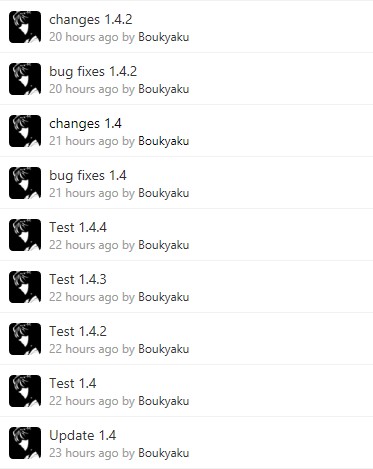 changes 1.4.2
20 hours ago by Boukyaku
bug fixes 1.4.2
20 hours ago by Boukyaku
changes 1.4
21 hours ago by Boukyaku
bug fixes 1.4
21 hours ago by Boukyaku
Test 1.4.4
22 hours ago by Boukyaku
Test 1.4.3
22 hours ago by Boukyaku
Test 1.4.2
22 hours ago by Boukyaku
Test 1.4
22 hours ago by Boukyaku
Update 1.4
23 hours ago by Boukyaku